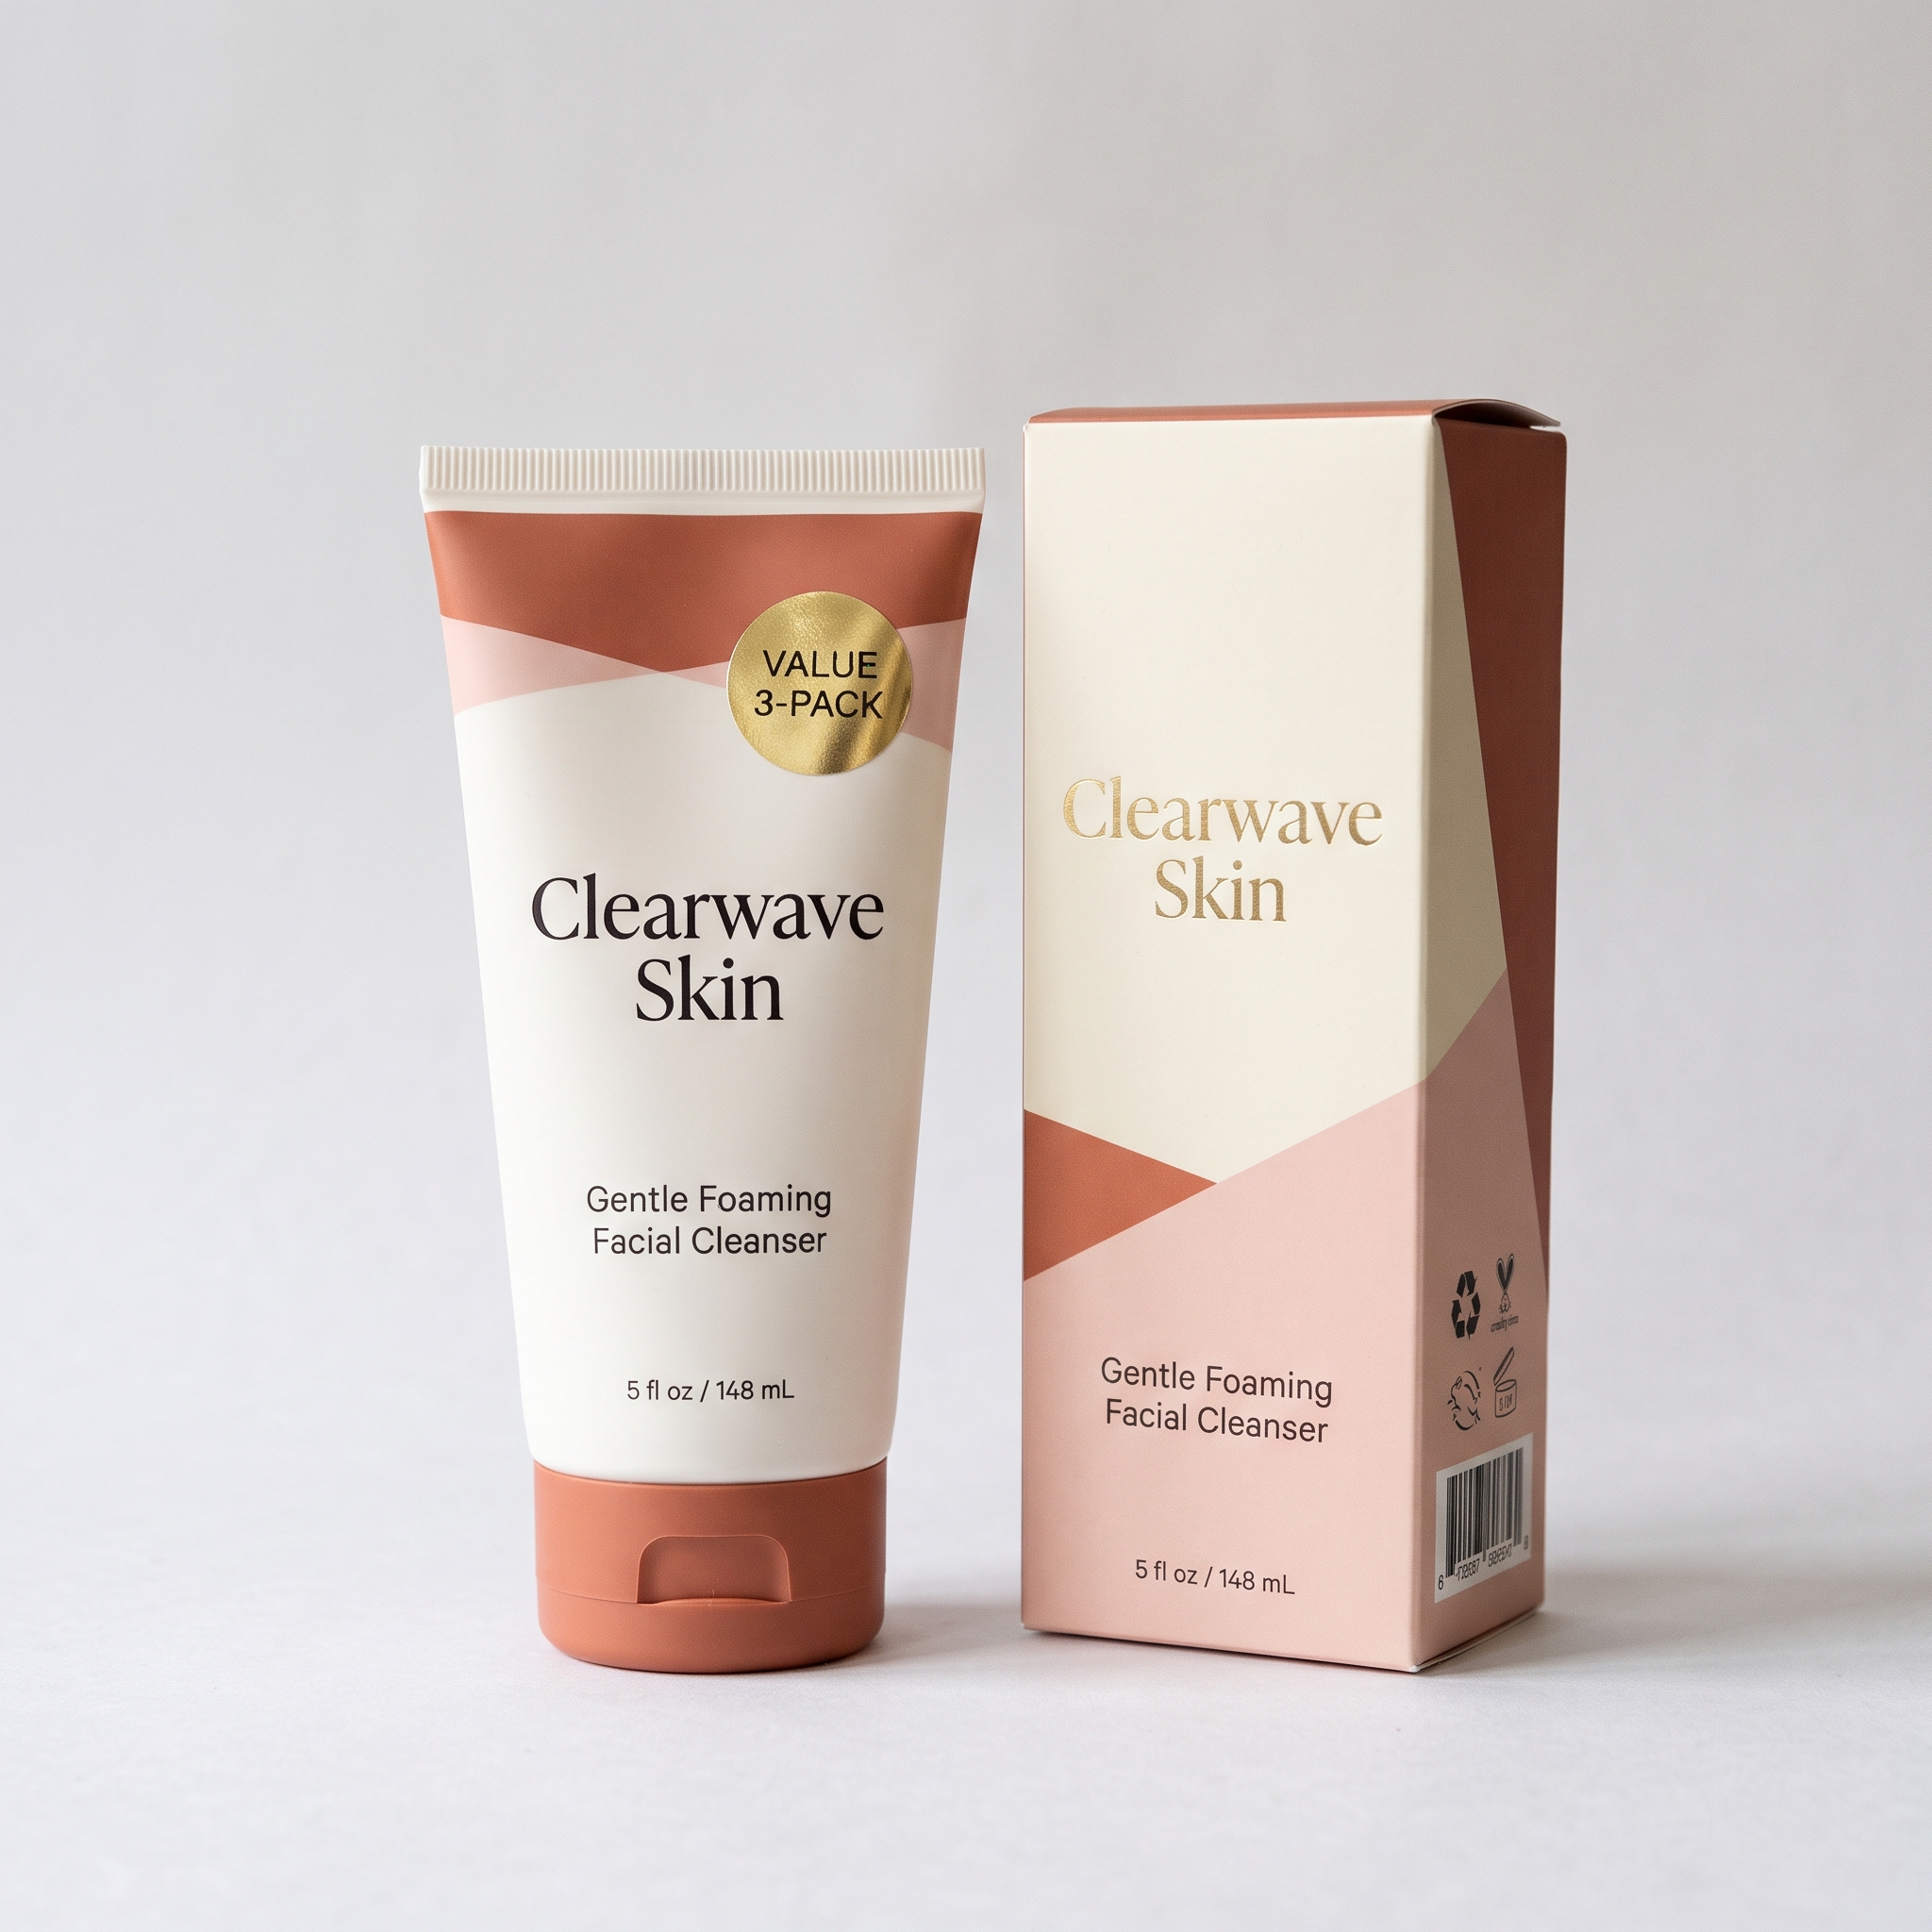 VALUE
3-PACK
Clearwave
Skin
Gentle Foaming
Facial Cleanser
5 fl oz / 148 mL
Clearwave
Skin
Gentle Foaming
Facial Cleanser
5 fl oz / 148 mL
6